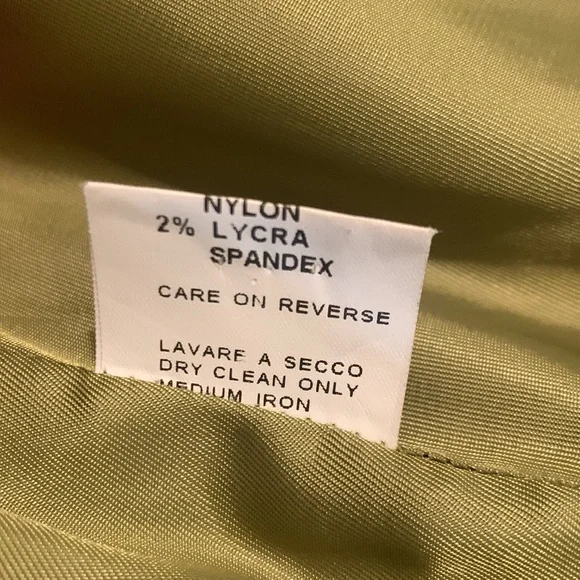 NYLON
2% LYCRA
SPANDEX
CARE ON REVERSE
LAVARE A SECCO
DRY CLEAN ONLY
MEDIUM IRON